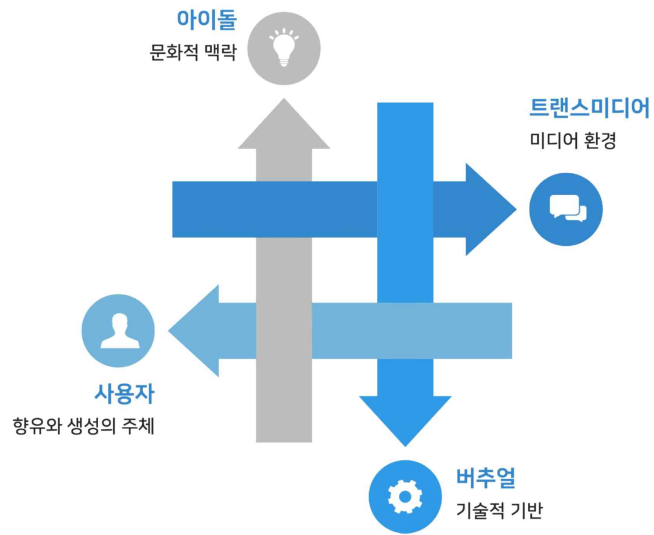 아이돌
문화적 맥락
트랜스미디어
미디어 환경
사용자
향유와 생성의 주체
버추얼
기술적 기반